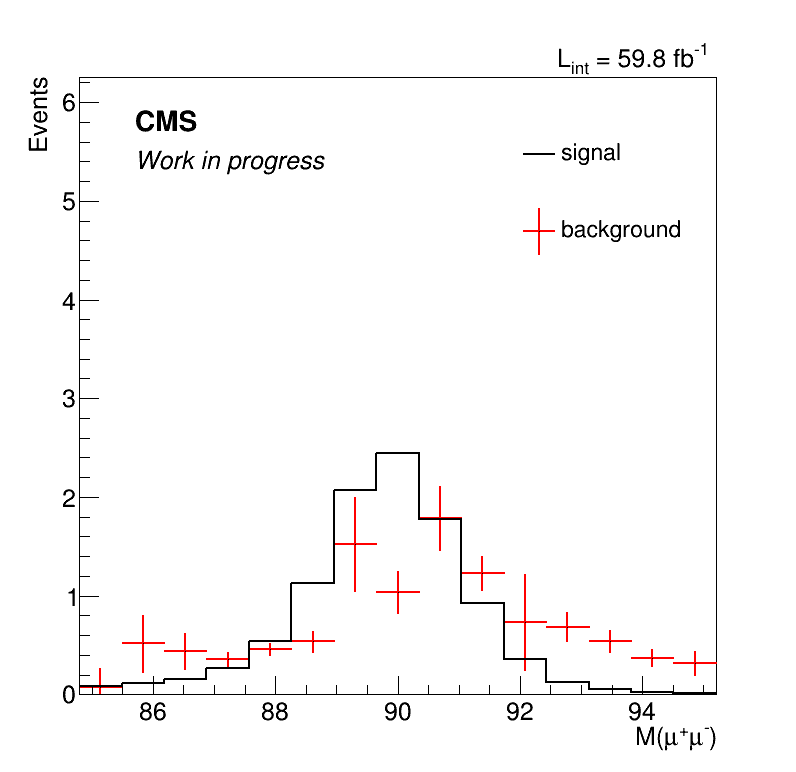 L_int = 59.8 fb⁻¹
Events
CMS
Work in progress
signal
background
6
5
4
3
2
1
0
86 88 90 92 94
M(μ⁺μ⁻)